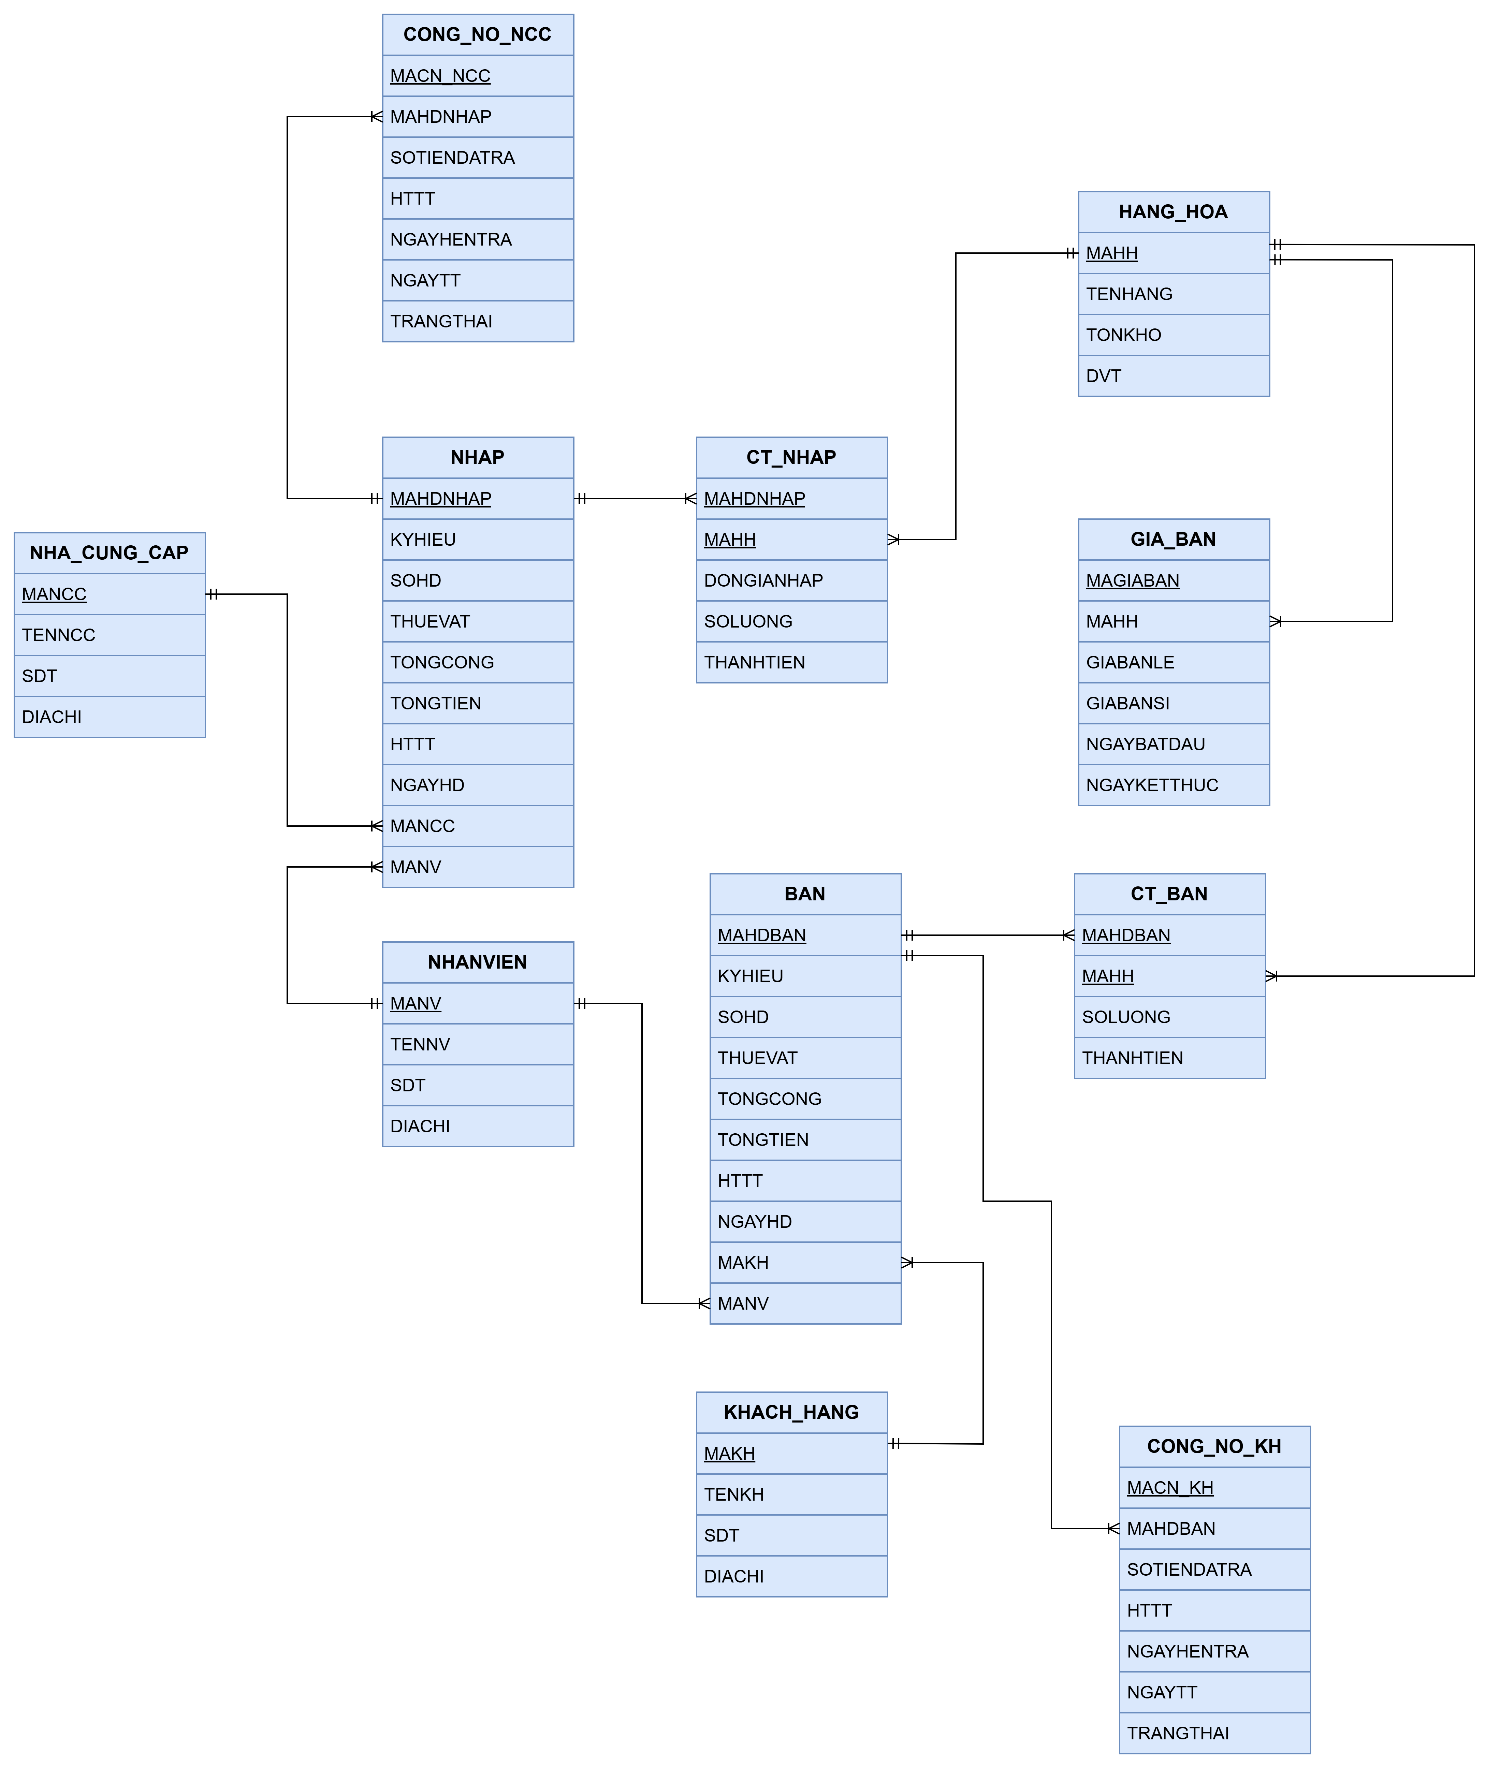 CONG_NO_NCC
MACN_NCC
MAHDNHAP
SOTIENDATRA
HTTT
NGAYHENTRA
NGAYTT
TRANGTHAI
HANG_HOA
MAHH
TENHANG
TONKHO
DVT
NHAP
MAHDNHAP
KYHIEU
SOHD
THUEVAT
TONGCONG
TONGTIEN
HTTT
NGAYHD
MANCC
MANV
CT_NHAP
MAHDNHAP
MAHH
DONGIANHAP
SOLUONG
THANHTIEN
NHA_CUNG_CAP
MANCC
TENNCC
SDT
DIACHI
GIA_BAN
MAGIABAN
MAHH
GIABANLE
GIABANSI
NGAYBATDAU
NGAYKETTHUC
NHANVIEN
MANV
TENNV
SDT
DIACHI
BAN
MAHDBAN
KYHIEU
SOHD
THUEVAT
TONGCONG
TONGTIEN
HTTT
NGAYHD
MAKH
MANV
CT_BAN
MAHDBAN
MAHH
SOLUONG
THANHTIEN
KHACH_HANG
MAKH
TENKH
SDT
DIACHI
CONG_NO_KH
MACN_KH
MAHDBAN
SOTIENDATRA
HTTT
NGAYHENTRA
NGAYTT
TRANGTHAI